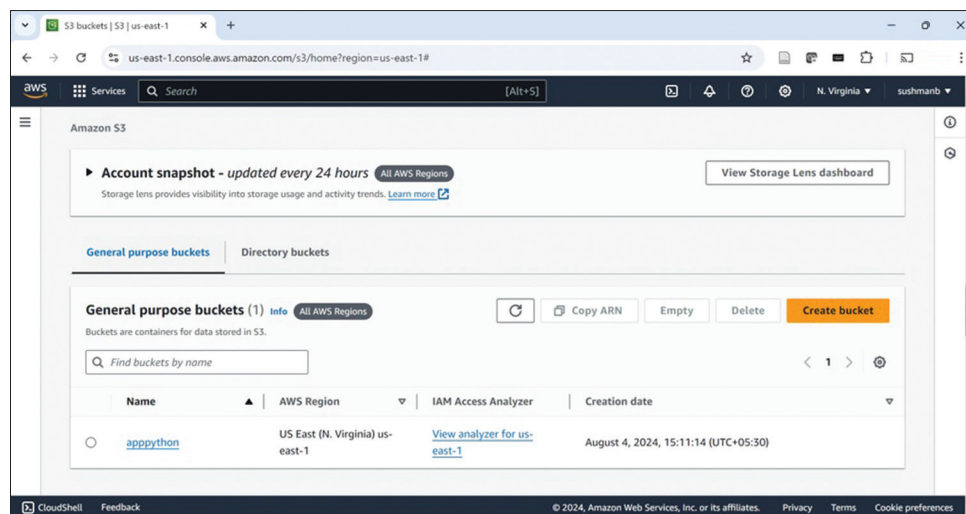 S3 buckets | S3 | us-east-1
us-east-1.console.aws.amazon.com/s3/home?region=us-east-1#
aws Services Search [Alt+S] N. Virginia sushmanb
Amazon S3
Account snapshot - updated every 24 hours All AWS Regions View Storage Lens dashboard
Storage lens provides visibility into storage usage and activity trends. Learn more
General purpose buckets Directory buckets
General purpose buckets (1) Info All AWS Regions Copy ARN Empty Delete Create bucket
Buckets are containers for data stored in S3.
Find buckets by name 1
Name AWS Region IAM Access Analyzer Creation date
apppython US East (N. Virginia) us-east-1 View analyzer for us-east-1 August 4, 2024, 15:11:14 (UTC+05:30)
CloudShell Feedback © 2024, Amazon Web Services, Inc. or its affiliates. Privacy Terms Cookie preferences